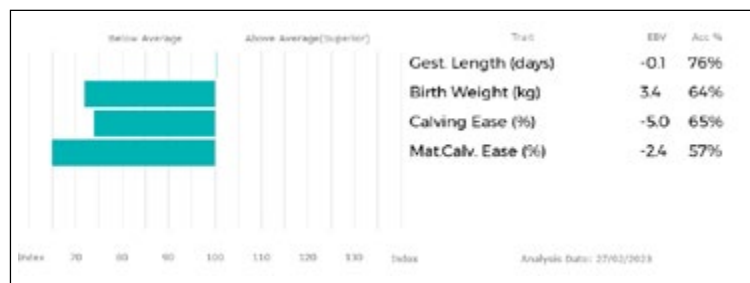 Below Average Above Average(Superior) Trait EBV Acc %
Gest. Length (days) -0.1 76%
Birth Weight (kg) 3.4 64%
Calving Ease (%) -5.0 65%
Mat.Calv. Ease (%) -2.4 57%
Index 70 80 90 100 110 120 130 Index Analysis Date: 27/02/2023